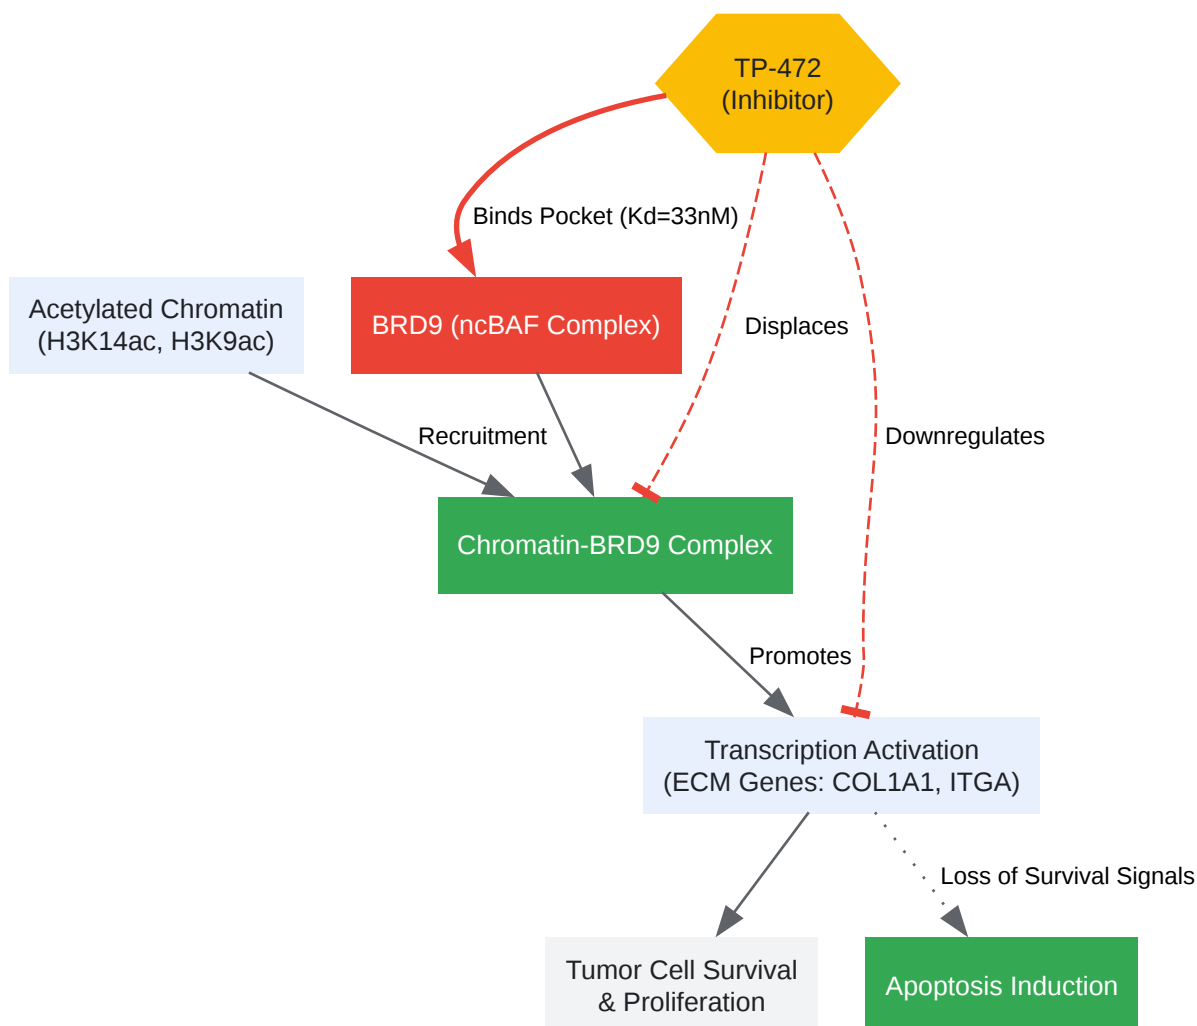 TP-472
(Inhibitor)
Binds Pocket (Kd=33nM)
Acetylated Chromatin
(H3K14ac, H3K9ac)
BRD9 (ncBAF Complex)
Displaces
Recruitment
Downregulates
Chromatin-BRD9 Complex
Promotes
Transcription Activation
(ECM Genes: COL1A1, ITGA)
Loss of Survival Signals
Tumor Cell Survival
& Proliferation
Apoptosis Induction